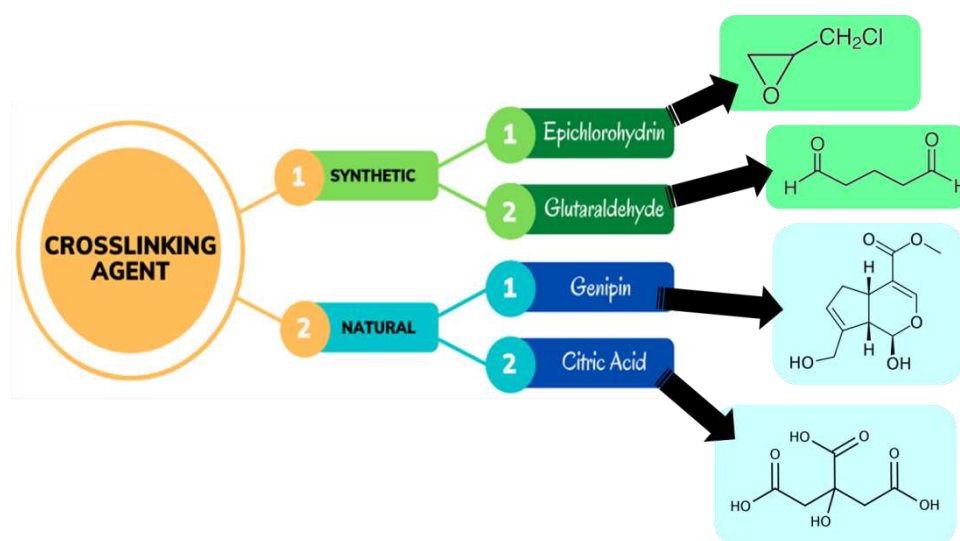 CROSSLINKING
AGENT
1 SYNTHETIC
1 Epichlorohydrin
CH₂Cl
O
2 Glutaraldehyde
O O
H H
2 NATURAL
1 Genipin
O O
H
O
H
HO OH
2 Citric Acid
HO O
O O
HO OH
HO